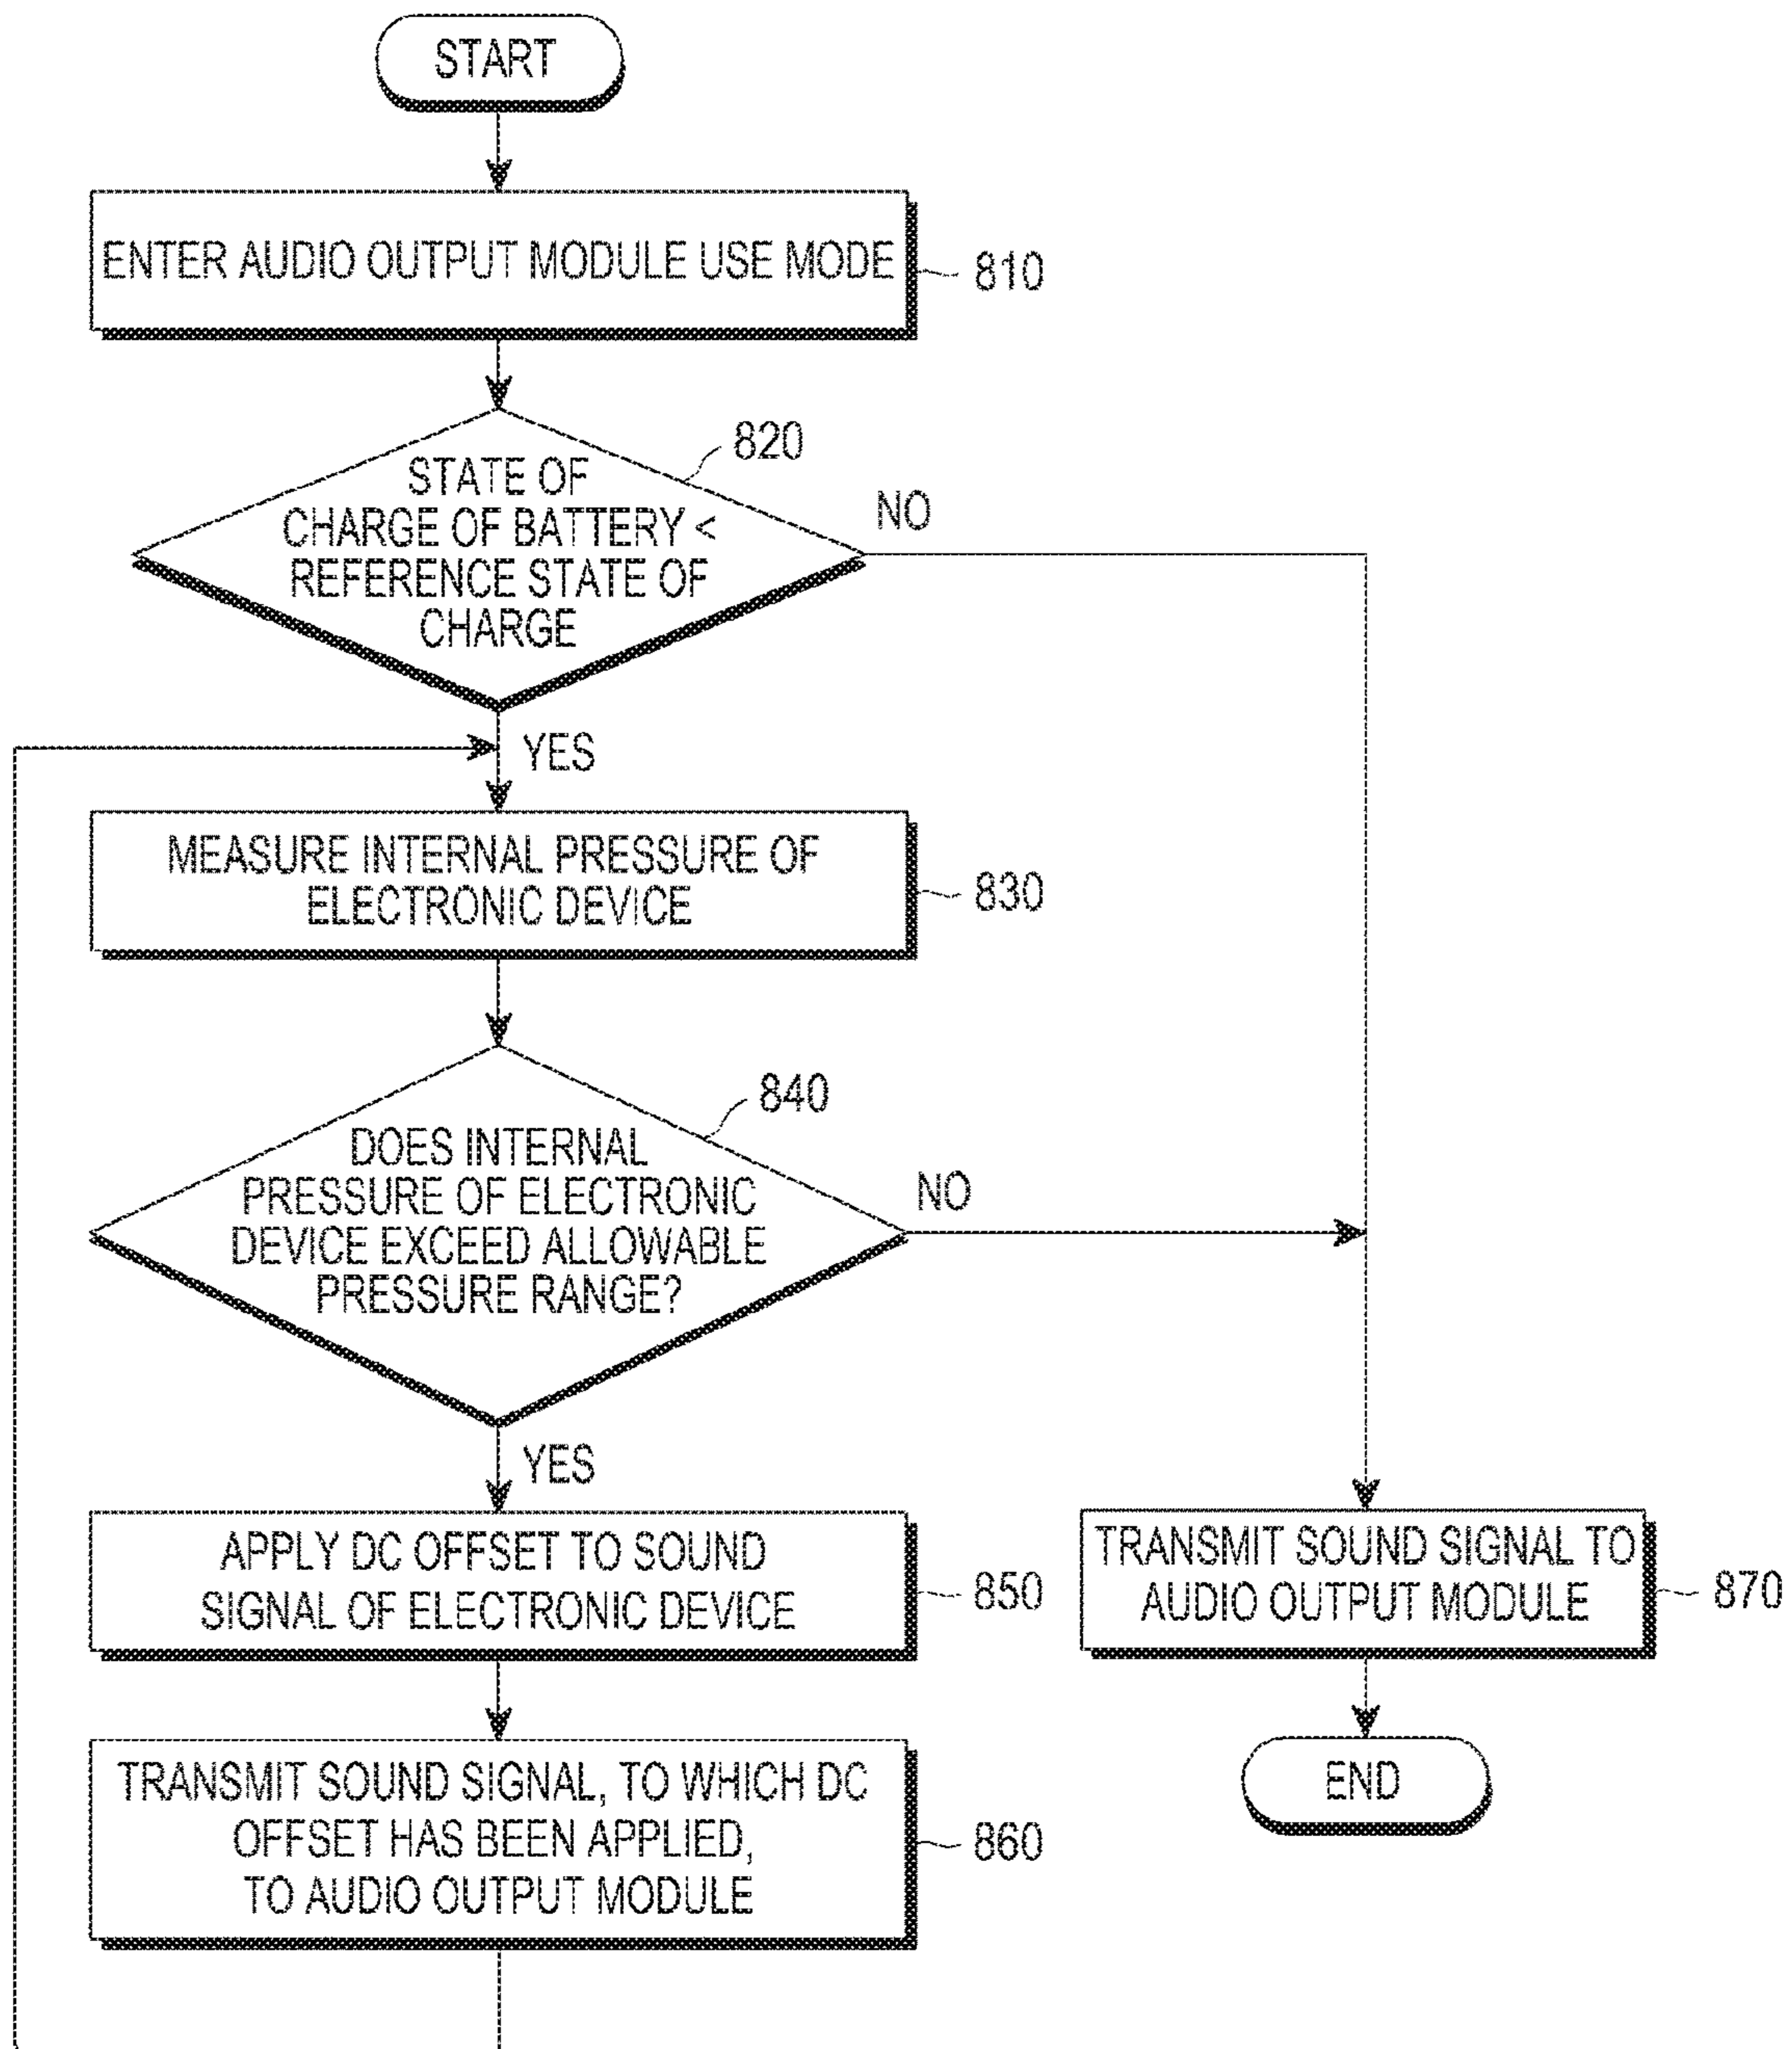 START
ENTER AUDIO OUTPUT MODULE USE MODE
810
820
STATE OF
CHARGE OF BATTERY <
REFERENCE STATE OF
CHARGE
NO
YES
MEASURE INTERNAL PRESSURE OF
ELECTRONIC DEVICE
830
840
DOES INTERNAL
PRESSURE OF ELECTRONIC
DEVICE EXCEED ALLOWABLE
PRESSURE RANGE?
NO
YES
APPLY DC OFFSET TO SOUND
SIGNAL OF ELECTRONIC DEVICE
850
TRANSMIT SOUND SIGNAL TO
AUDIO OUTPUT MODULE
870
TRANSMIT SOUND SIGNAL, TO WHICH DC
OFFSET HAS BEEN APPLIED,
TO AUDIO OUTPUT MODULE
860
END